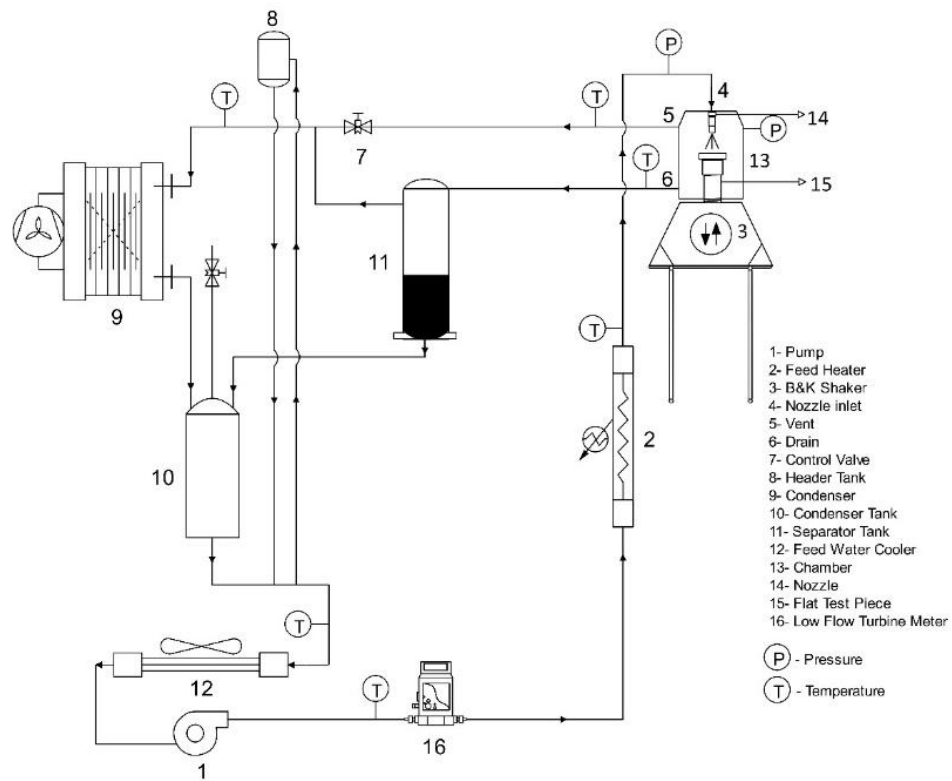 8
P
4
T
T
5
14
P
7
13
T
6
15
3
11
9
T
1- Pump
2- Feed Heater
3- B&K Shaker
4- Nozzle inlet
5- Vent
6- Drain
7- Control Valve
8- Header Tank
9- Condenser
10- Condenser Tank
11- Separator Tank
12- Feed Water Cooler
13- Chamber
14- Nozzle
15- Flat Test Piece
16- Low Flow Turbine Meter
2
10
T
P - Pressure
T - Temperature
12
T
16
1